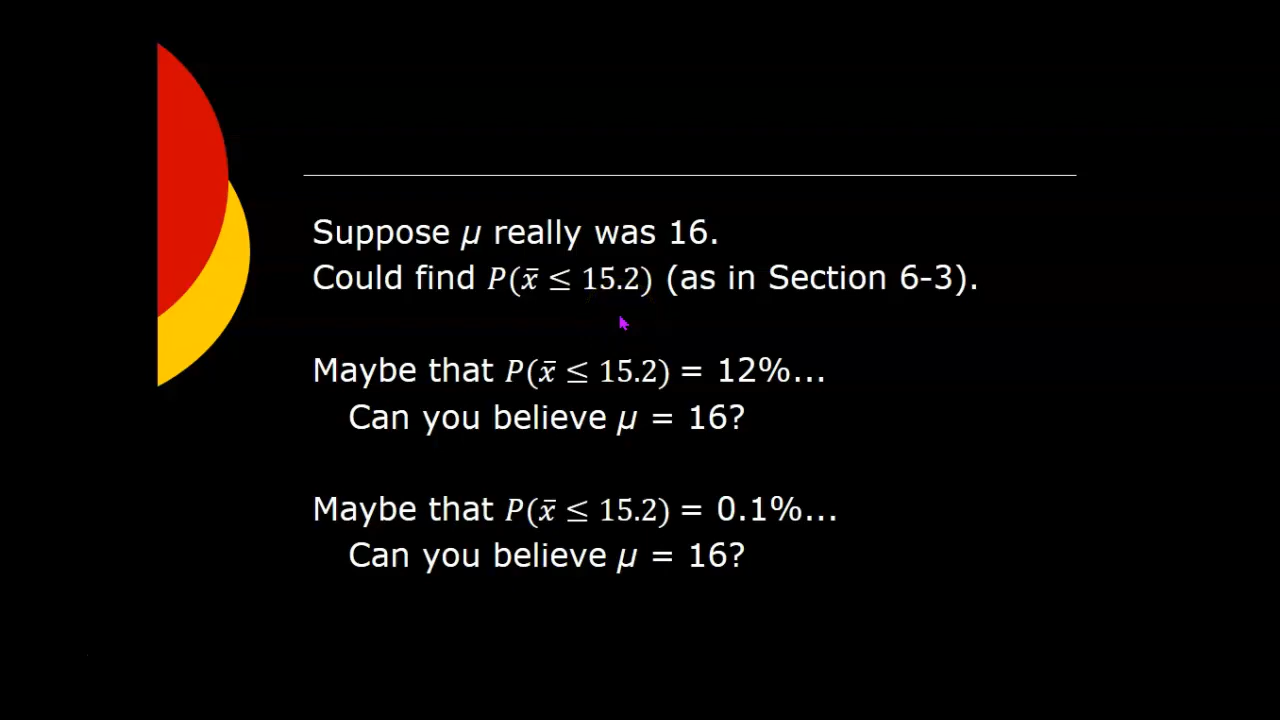 Suppose μ really was 16.
Could find P(x̄ ≤ 15.2) (as in Section 6-3).
Maybe that P(x̄ ≤ 15.2) = 12%...
Can you believe μ = 16?
Maybe that P(x̄ ≤ 15.2) = 0.1%...
Can you believe μ = 16?